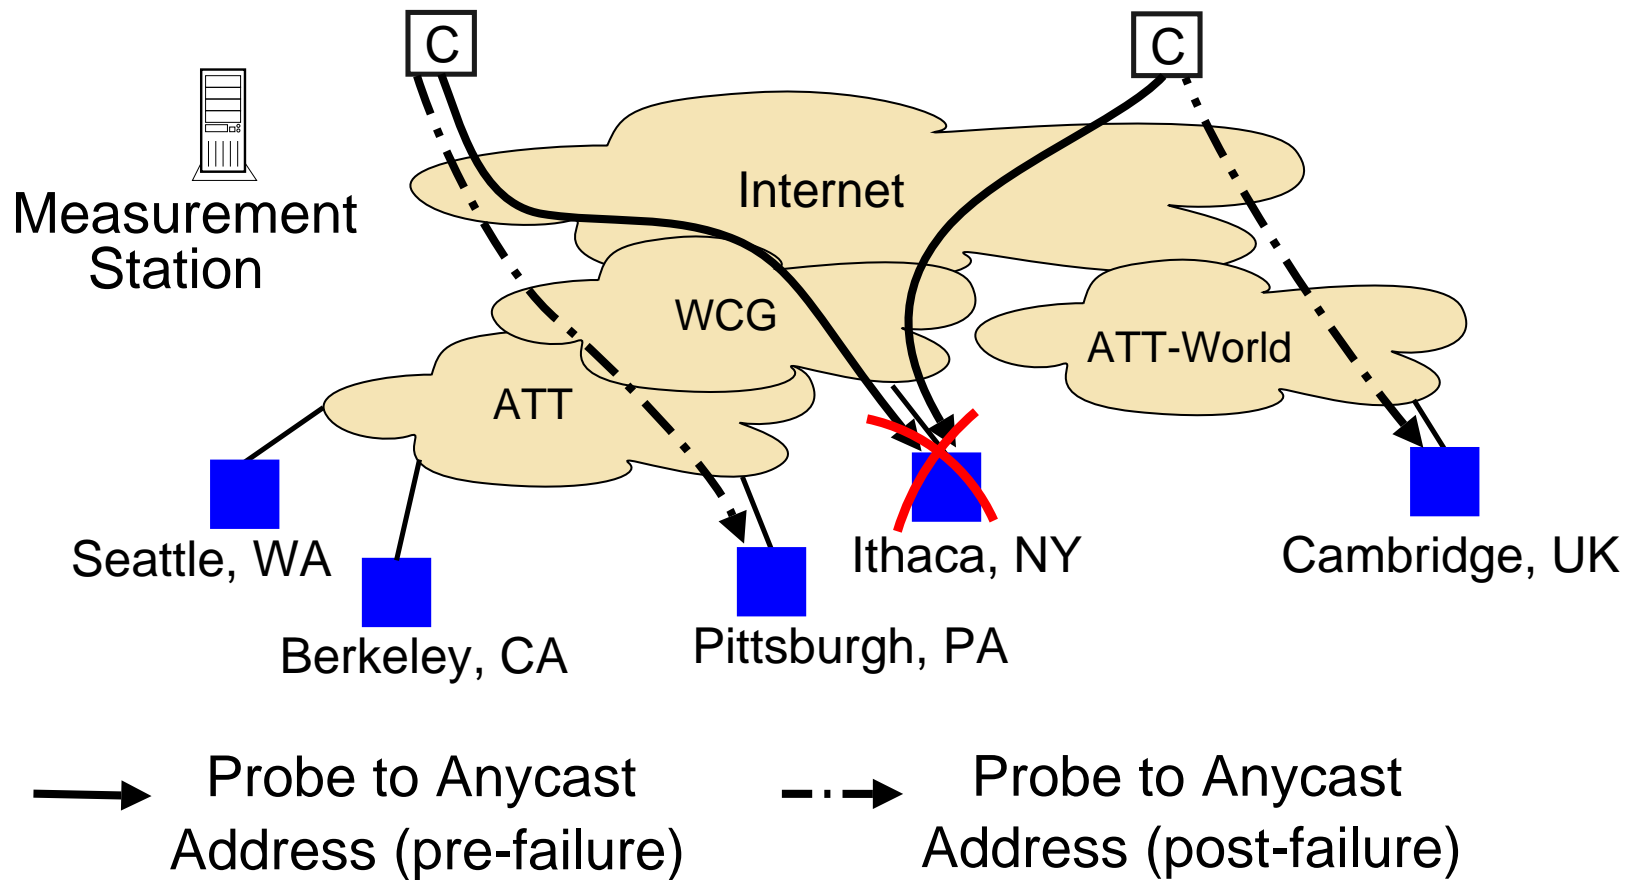 C
C
Measurement
Station
Internet
WCG
ATT-World
ATT
Seattle, WA
Ithaca, NY
Cambridge, UK
Berkeley, CA
Pittsburgh, PA
Probe to Anycast
Address (pre-failure)
Probe to Anycast
Address (post-failure)